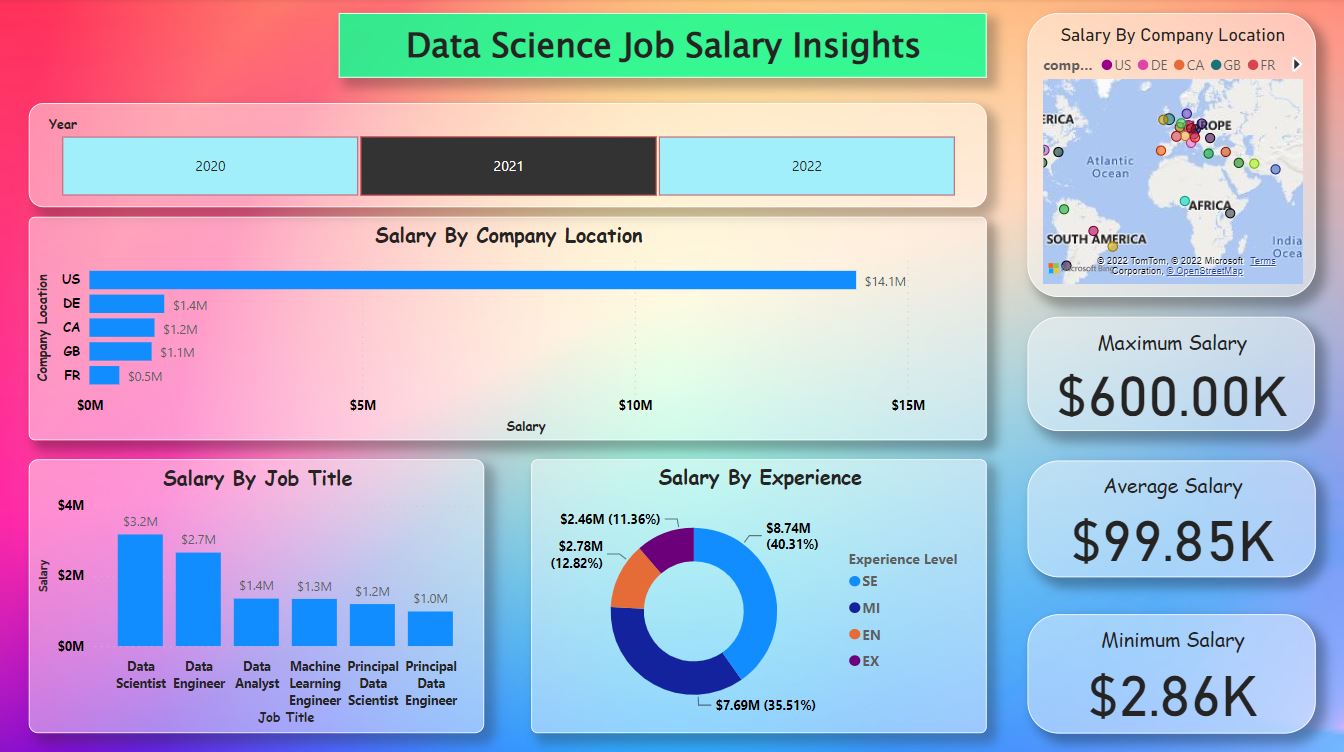 Data Science Job Salary Insights
Year
2020
2021
2022
Salary By Company Location
Company Location
US
$14.1M
DE
$1.4M
CA
$1.2M
GB
$1.1M
FR
$0.5M
$0M
$5M
$10M
$15M
Salary
Salary By Job Title
Salary
$4M
$2M
$0M
$3.2M
$2.7M
$1.4M
$1.3M
$1.2M
$1.0M
Data
Scientist
Data
Engineer
Data
Analyst
Machine
Learning
Engineer
Principal
Data
Scientist
Principal
Data
Engineer
Job Title
Salary By Experience
$2.46M (11.36%)
$2.78M
(12.82%)
$8.74M
(40.31%)
$7.69M (35.51%)
Experience Level
SE
MI
EN
EX
Salary By Company Location
comp...
US
DE
CA
GB
FR
ERICA
ROPE
Atlantic
Ocean
AFRICA
SOUTH AMERICA
India
Ocea
Microsoft Bing
© 2022 TomTom, © 2022 Microsoft
Corporation, © OpenStreetMap
Terms
Maximum Salary
$600.00K
Average Salary
$99.85K
Minimum Salary
$2.86K